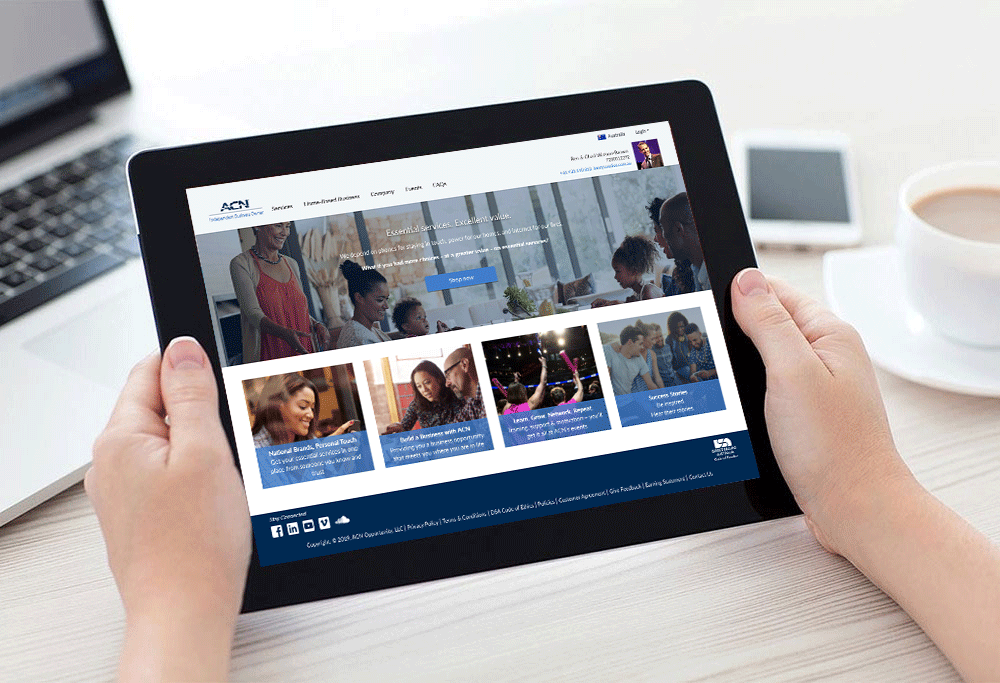 Australia Login
ACN
Independent Business Owner
Services Home-Based Business Company Events FAQs
Essential services. Excellent value.
We depend on phones for staying in touch, power for our homes, and internet for our lives.
What if you had more choices - at a greater value - on essential services?
Shop now
National Brands, Personal Touch
Get your essential services in one
place from someone you know and
trust
Build a Business with ACN
Providing you a business opportunity
that meets you where you are in life
Learn. Grow. Network. Repeat.
Training, support & motivation – you'll
get it all at ACN's events
Success Stories
Be inspired.
Hear their stories.
Stay Connected
Copyright © 2019, ACN Opportunity, LLC | Privacy Policy | Terms & Conditions | DSA Code of Ethics | Policies | Customer Agreement | Give Feedback | Earning Statement | Contact Us